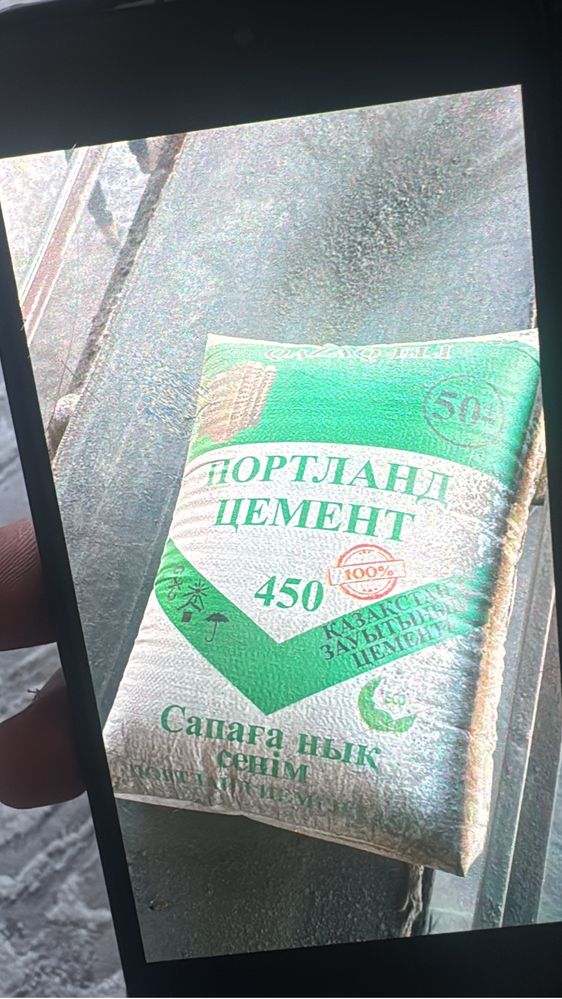 50
ПОРТЛАНД
ЦЕМЕНТ
100%
450
ҚАЗАҚСТАН
ЗАУЫТЫНЫҢ
ЦЕМЕНТІ
Сапаға нық
сенім